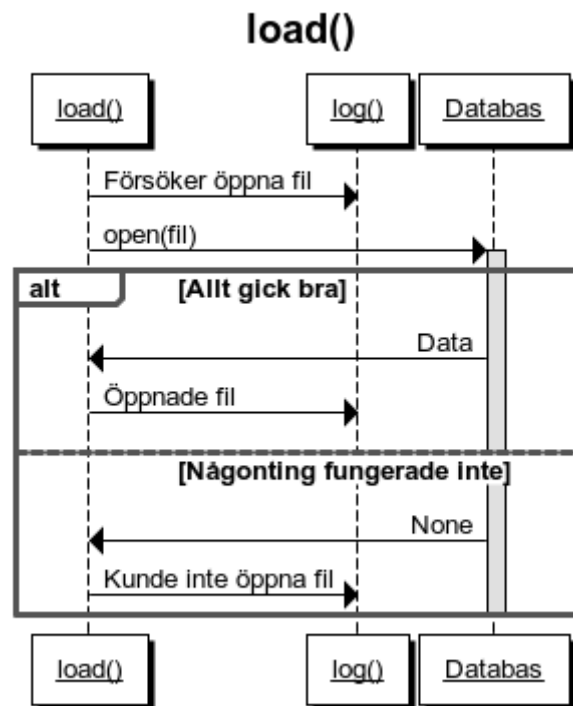 load()
load() log() Databas
Försöker öppna fil
open(fil)
alt [Allt gick bra]
Data
Öppnade fil
[Någonting fungerade inte]
None
Kunde inte öppna fil
load() log() Databas